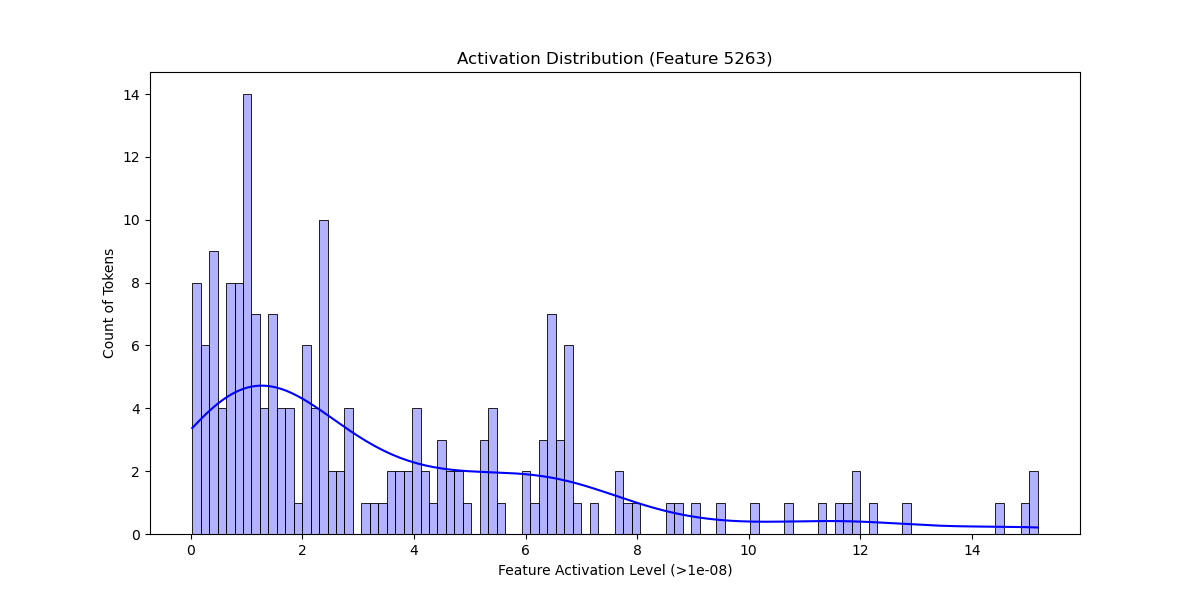 Activation Distribution (Feature 5263)
14
12
10
8
6
4
2
0
Count of Tokens
0 2 4 6 8 10 12 14
Feature Activation Level (>1e-08)